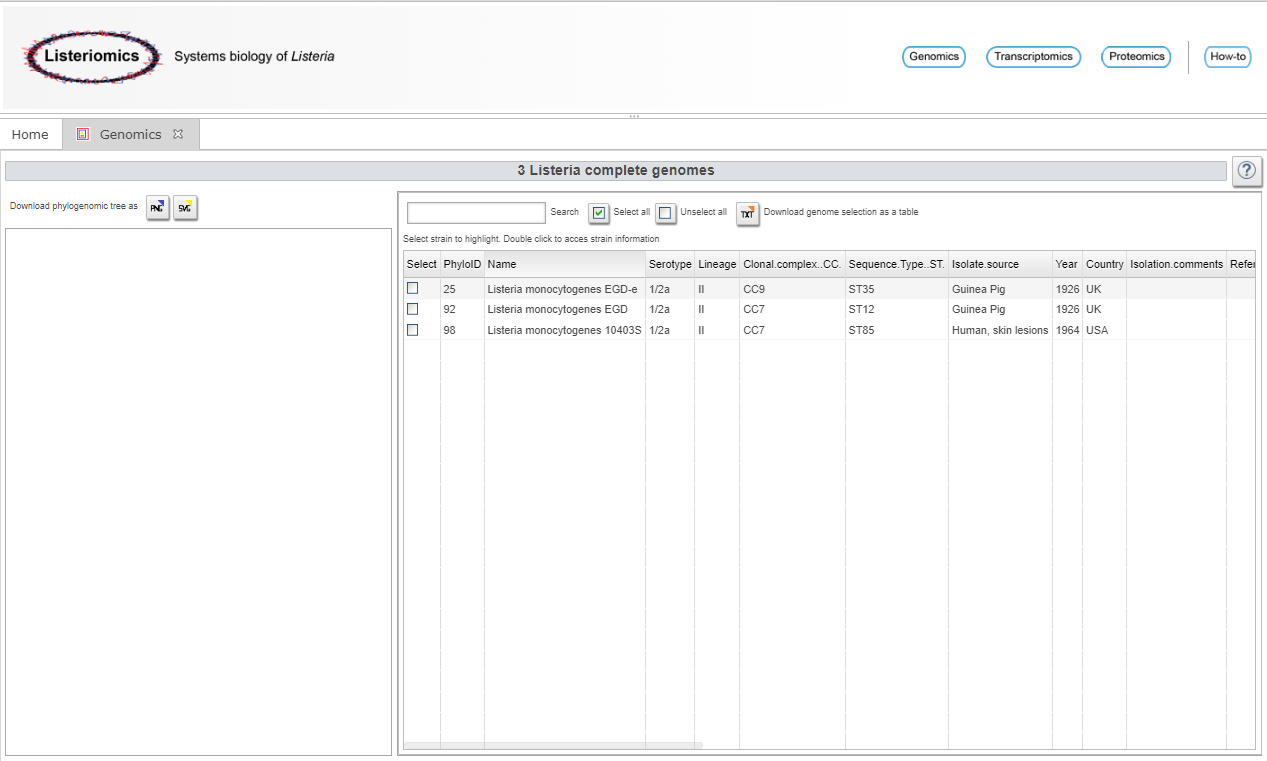 Listeriomics Systems biology of Listeria Genomics Transcriptomics Proteomics How-to
Home Genomics
3 Listeria complete genomes ?
Download phylogenomic tree as PNG SVG
Search Select all Unselect all TXT Download genome selection as a table
Select strain to highlight. Double click to acces strain information
Select PhyloID Name Serotype Lineage Clonal.complex..CC. Sequence.Type..ST. Isolate.source Year Country Isolation.comments Refer
25 Listeria monocytogenes EGD-e 1/2a II CC9 ST35 Guinea Pig 1926 UK
92 Listeria monocytogenes EGD 1/2a II CC7 ST12 Guinea Pig 1926 UK
98 Listeria monocytogenes 10403S 1/2a II CC7 ST85 Human, skin lesions 1964 USA